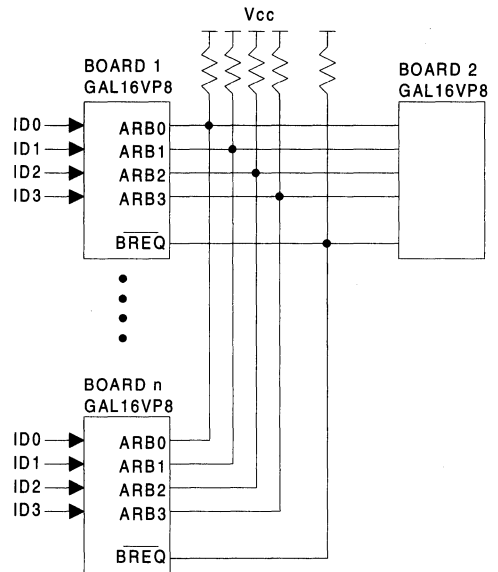 Vcc
BOARD 1
GAL16VP8
BOARD 2
GAL16VP8
ID0
ID1
ID2
ID3
ARB0
ARB1
ARB2
ARB3
BREQ
BOARD n
GAL16VP8
ID0
ID1
ID2
ID3
ARB0
ARB1
ARB2
ARB3
BREQ